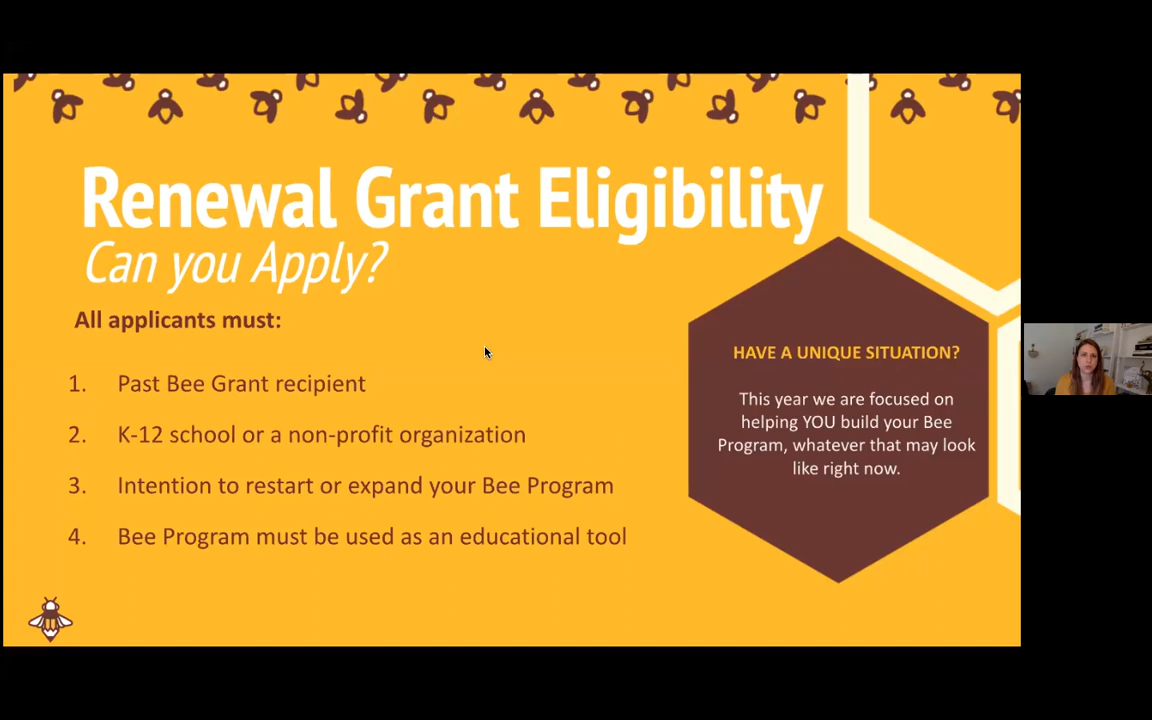 Renewal Grant Eligibility
Can you Apply?
All applicants must:
1. Past Bee Grant recipient
2. K-12 school or a non-profit organization
3. Intention to restart or expand your Bee Program
4. Bee Program must be used as an educational tool
HAVE A UNIQUE SITUATION?
This year we are focused on
helping YOU build your Bee
Program, whatever that may look
like right now.